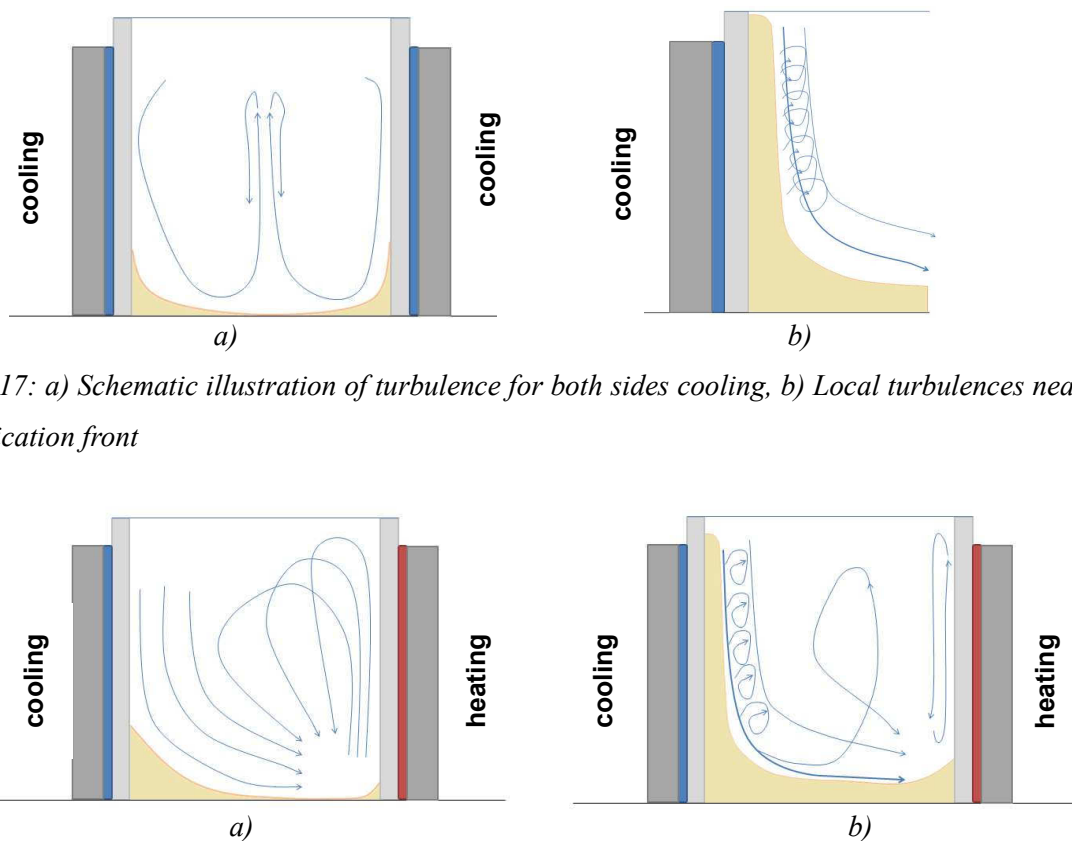 cooling
cooling
cooling
a)
b)
17: a) Schematic illustration of turbulence for both sides cooling, b) Local turbulences nea
ication front
cooling
heating
cooling
heating
a)
b)